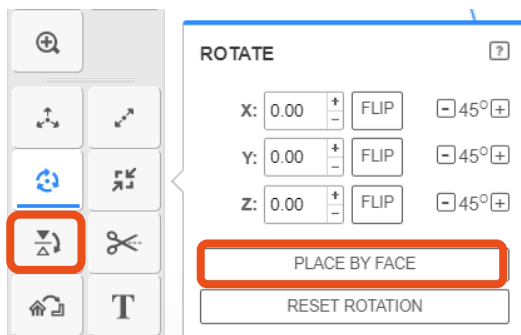 ROTATE ?
X: 0.00 + - FLIP - 45° +
Y: 0.00 + - FLIP - 45° +
Z: 0.00 + - FLIP - 45° +
PLACE BY FACE
RESET ROTATION
T